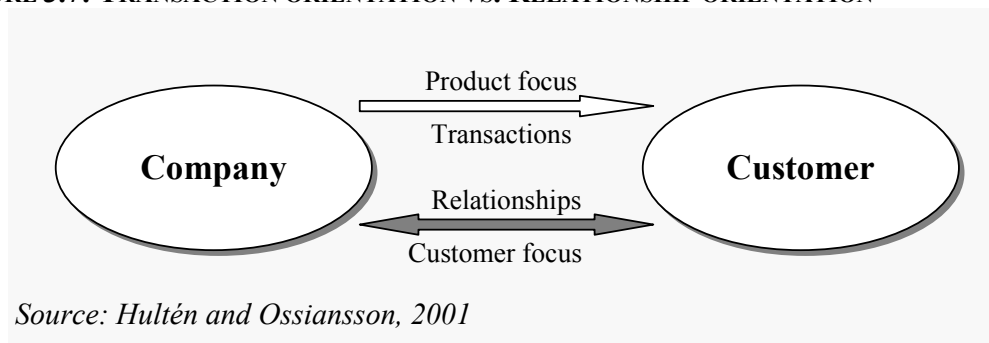 Product focus
Transactions
Company
Customer
Relationships
Customer focus
Source: Hultén and Ossiansson, 2001